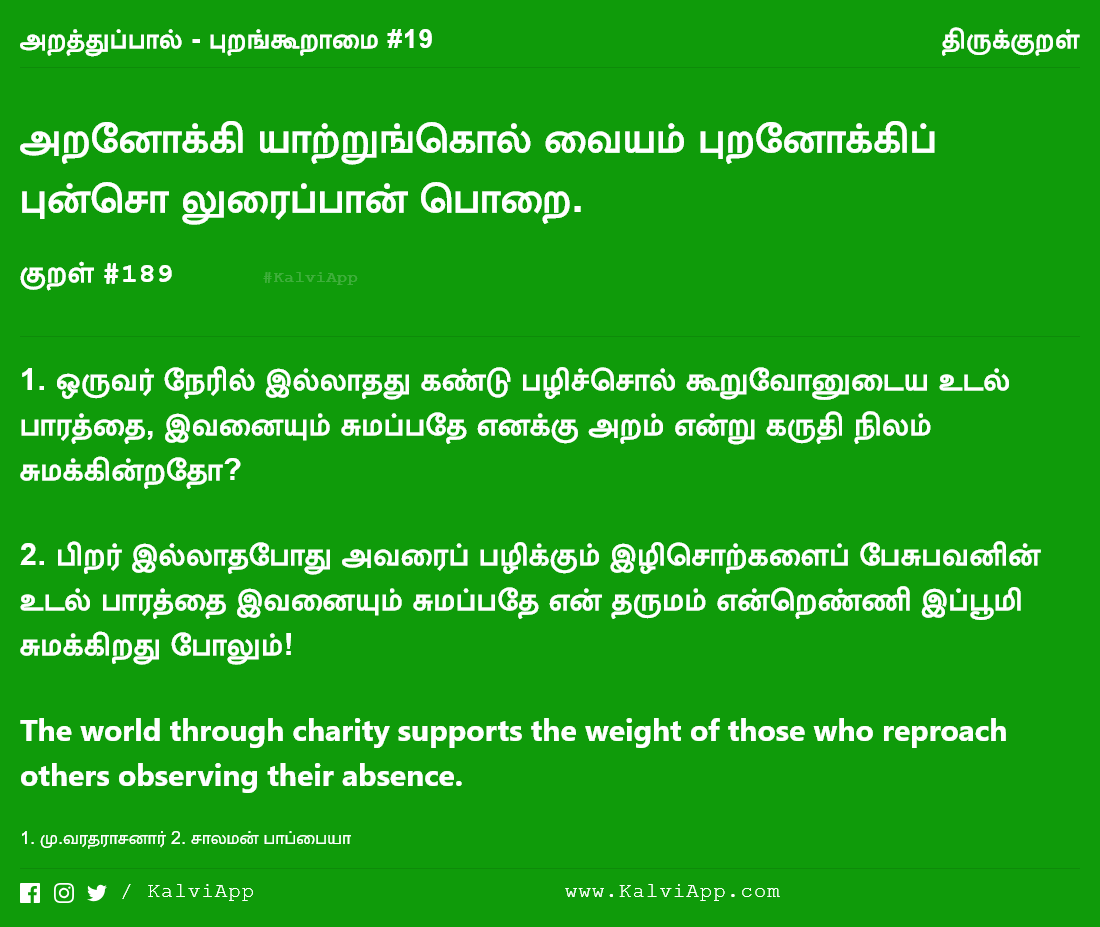 அறத்துப்பால் - புறங்கூறாமை #19
திருக்குறள்
அறனோக்கி யாற்றுங்கொல் வையம் புறனோக்கிப்
புன்சொ லுரைப்பான் பொறை.
குறள் #189
#KalviApp
1. ஒருவர் நேரில் இல்லாதது கண்டு பழிச்சொல் கூறுவோனுடைய உடல்
பாரத்தை, இவனையும் சுமப்பதே எனக்கு அறம் என்று கருதி நிலம்
சுமக்கின்றதோ?
2. பிறர் இல்லாதபோது அவரைப் பழிக்கும் இழிசொற்களைப் பேசுபவனின்
உடல் பாரத்தை இவனையும் சுமப்பதே என் தருமம் என்றெண்ணி இப்பூமி
சுமக்கிறது போலும்!
The world through charity supports the weight of those who reproach
others observing their absence.
1. மு.வரதராசனார் 2. சாலமன் பாப்பையா
/ KalviApp
www.KalviApp.com